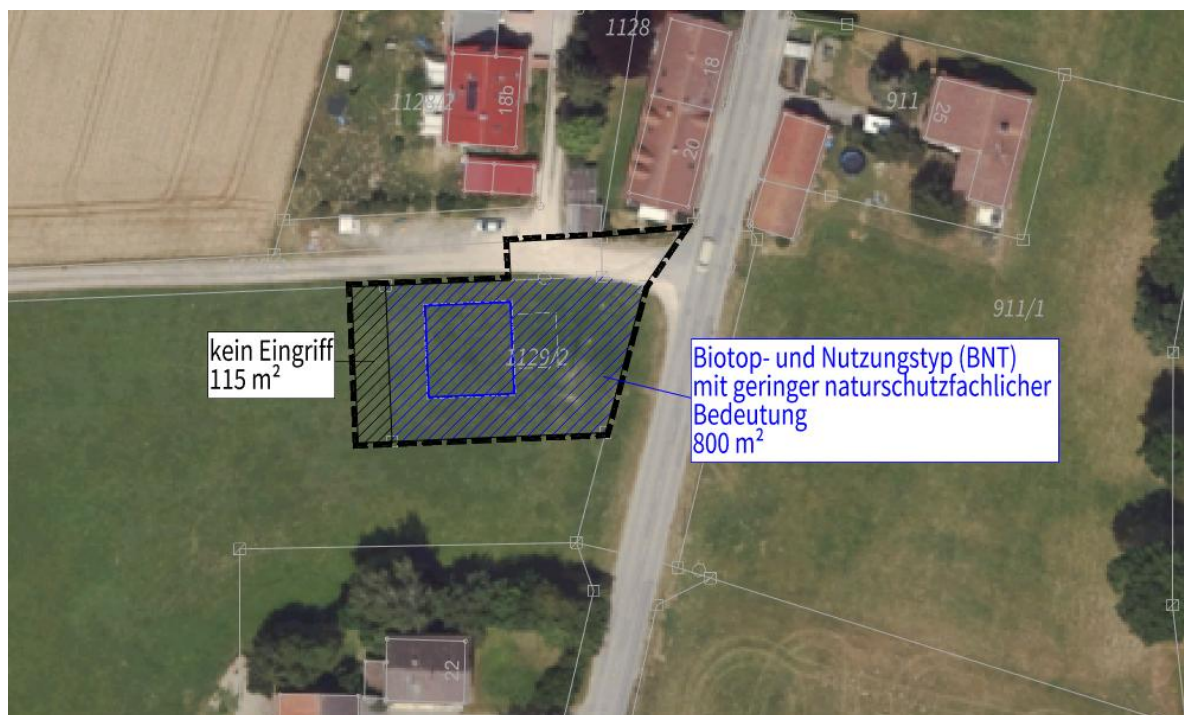 1128
1128/2
18b
18
20
911
25
911/1
kein Eingriff
115 m²
1129/2
Biotop- und Nutzungstyp (BNT)
mit geringer naturschutzfachlicher
Bedeutung
800 m²
22